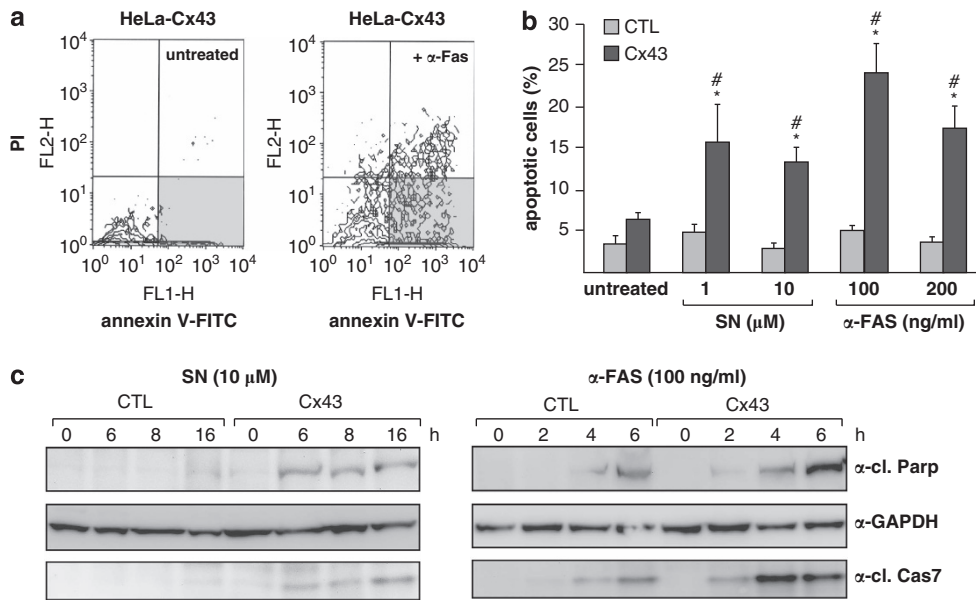 a
HeLa-Cx43
HeLa-Cx43
untreated
+ α-Fas
PI
FL2-H
10⁴
10³
10²
10¹
10⁰
10⁰ 10¹ 10² 10³ 10⁴
FL1-H
annexin V-FITC
FL2-H
10⁴
10³
10²
10¹
10⁰
10⁰ 10¹ 10² 10³ 10⁴
FL1-H
annexin V-FITC
b
CTL
Cx43
apoptotic cells (%)
30
25
20
15
10
5
#
*
#
*
#
*
#
*
untreated 1 10 100 200
SN (μM) α-FAS (ng/ml)
c
SN (10 μM)
CTL Cx43
0 6 8 16 0 6 8 16 h
α-FAS (100 ng/ml)
CTL Cx43
0 2 4 6 0 2 4 6 h
α-cl. Parp
α-GAPDH
α-cl. Cas7